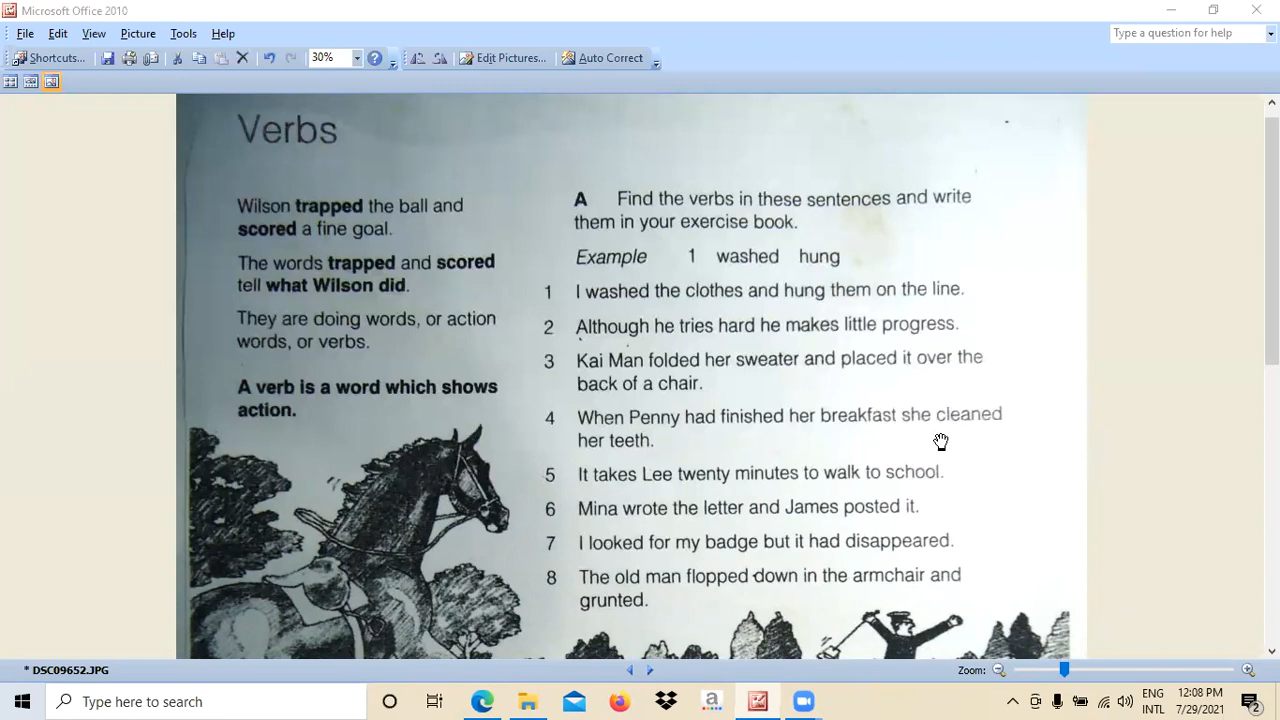 Microsoft Office 2010
File Edit View Picture Tools Help
Type a question for help
Shortcuts... 30% Edit Pictures... Auto Correct
Verbs
Wilson trapped the ball and
scored a fine goal.
The words trapped and scored
tell what Wilson did.
They are doing words, or action
words, or verbs.
A verb is a word which shows
action.
A Find the verbs in these sentences and write
them in your exercise book.
Example 1 washed hung
1 I washed the clothes and hung them on the line.
2 Although he tries hard he makes little progress.
3 Kai Man folded her sweater and placed it over the
back of a chair.
4 When Penny had finished her breakfast she cleaned
her teeth.
5 It takes Lee twenty minutes to walk to school.
6 Mina wrote the letter and James posted it.
7 I looked for my badge but it had disappeared.
8 The old man flopped down in the armchair and
grunted.
* DSC09652.JPG
Zoom:
Type here to search
ENG
INTL
12:08 PM
7/29/2021
2